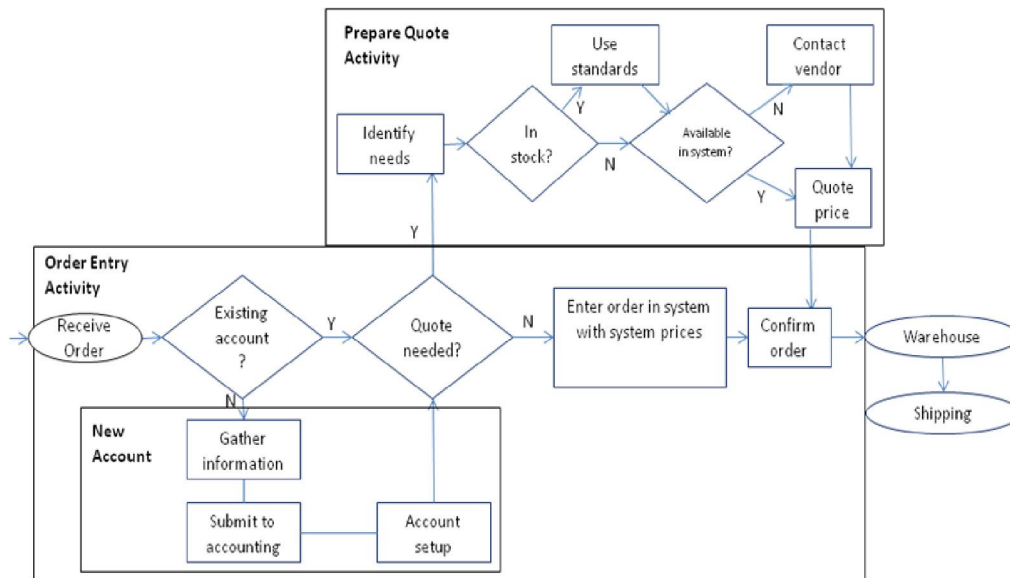 Prepare Quote
Activity
Use
standards
Contact
vendor
Identify
needs
In
stock?
Y
N
Available
in system?
N
Y
Quote
price
Y
Order Entry
Activity
Receive
Order
Existing
account
?
Y
N
Quote
needed?
N
Enter order in system
with system prices
Confirm
order
Warehouse
Shipping
New
Account
Gather
information
Submit to
accounting
Account
setup